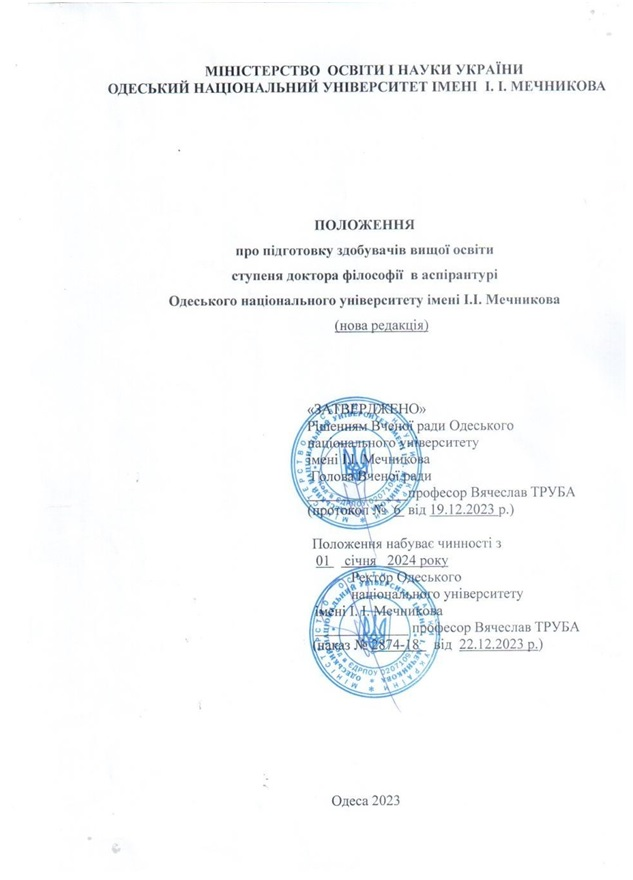 МІНІСТЕРСТВО ОСВІТИ І НАУКИ УКРАЇНИ
ОДЕСЬКИЙ НАЦІОНАЛЬНИЙ УНІВЕРСИТЕТ ІМЕНІ І. І. МЕЧНИКОВА
ПОЛОЖЕННЯ
про підготовку здобувачів вищої освіти
ступеня доктора філософії в аспірантурі
Одеського національного університету імені І.І. Мечникова
(нова редакція)
«ЗАТВЕРДЖЕНО»
Рішенням Вченої ради Одеського
національного університету
імені І.І. Мечникова
Голова Вченої ради
професор Вячеслав ТРУБА
(протокол № 6 від 19.12.2023 р.)
Положення набуває чинності з
01 січня 2024 року
Ректор Одеського
національного університету
імені І. І. Мечникова
професор Вячеслав ТРУБА
(наказ № 2874-18 від 22.12.2023 р.)
Одеса 2023